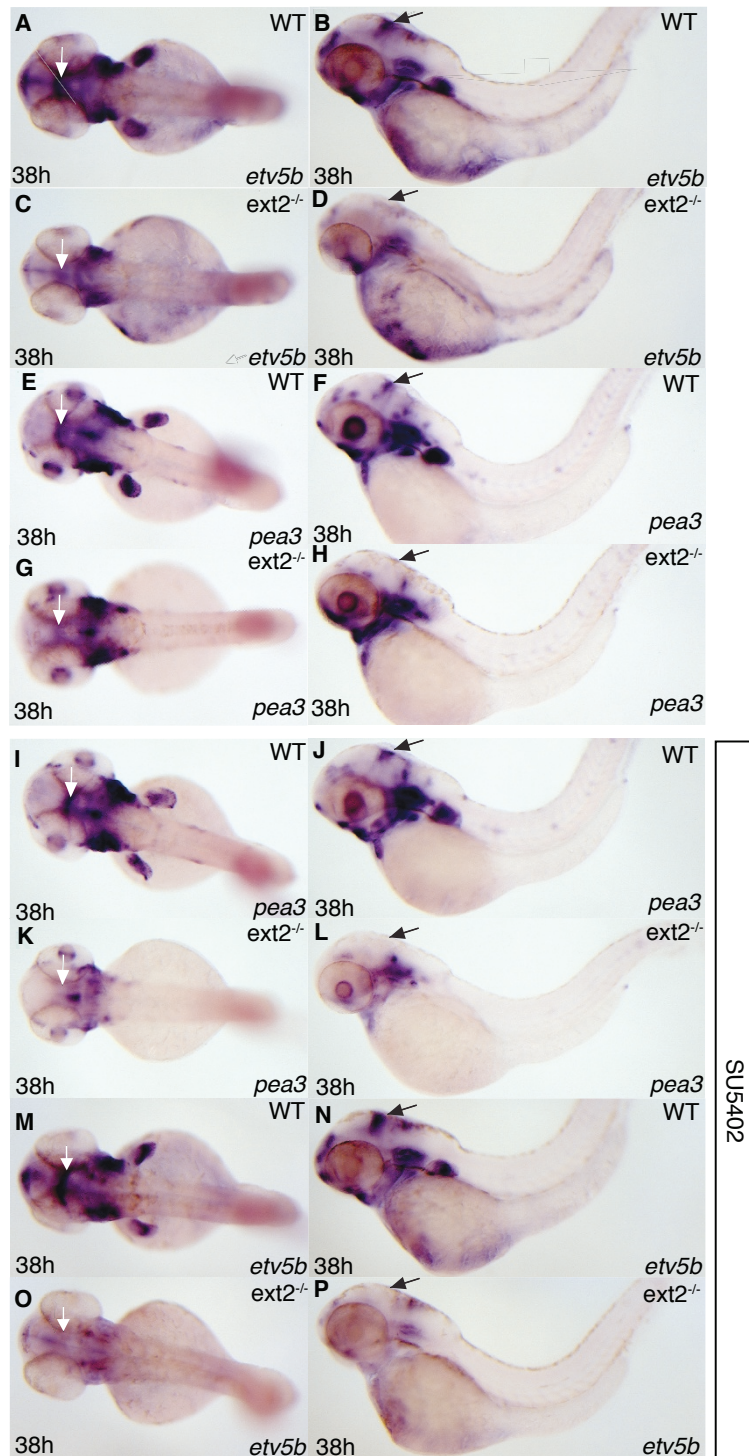 A WT
38h etv5b
B WT
38h etv5b
C ext2-/-
38h etv5b
D ext2-/-
38h etv5b
E WT
38h pea3
F WT
38h pea3
G ext2-/-
38h pea3
H ext2-/-
38h pea3
I WT
38h pea3
J WT
38h pea3
K ext2-/-
38h pea3
L ext2-/-
38h pea3
M WT
38h etv5b
N WT
38h etv5b
O ext2-/-
38h etv5b
P ext2-/-
38h etv5b
SU5402